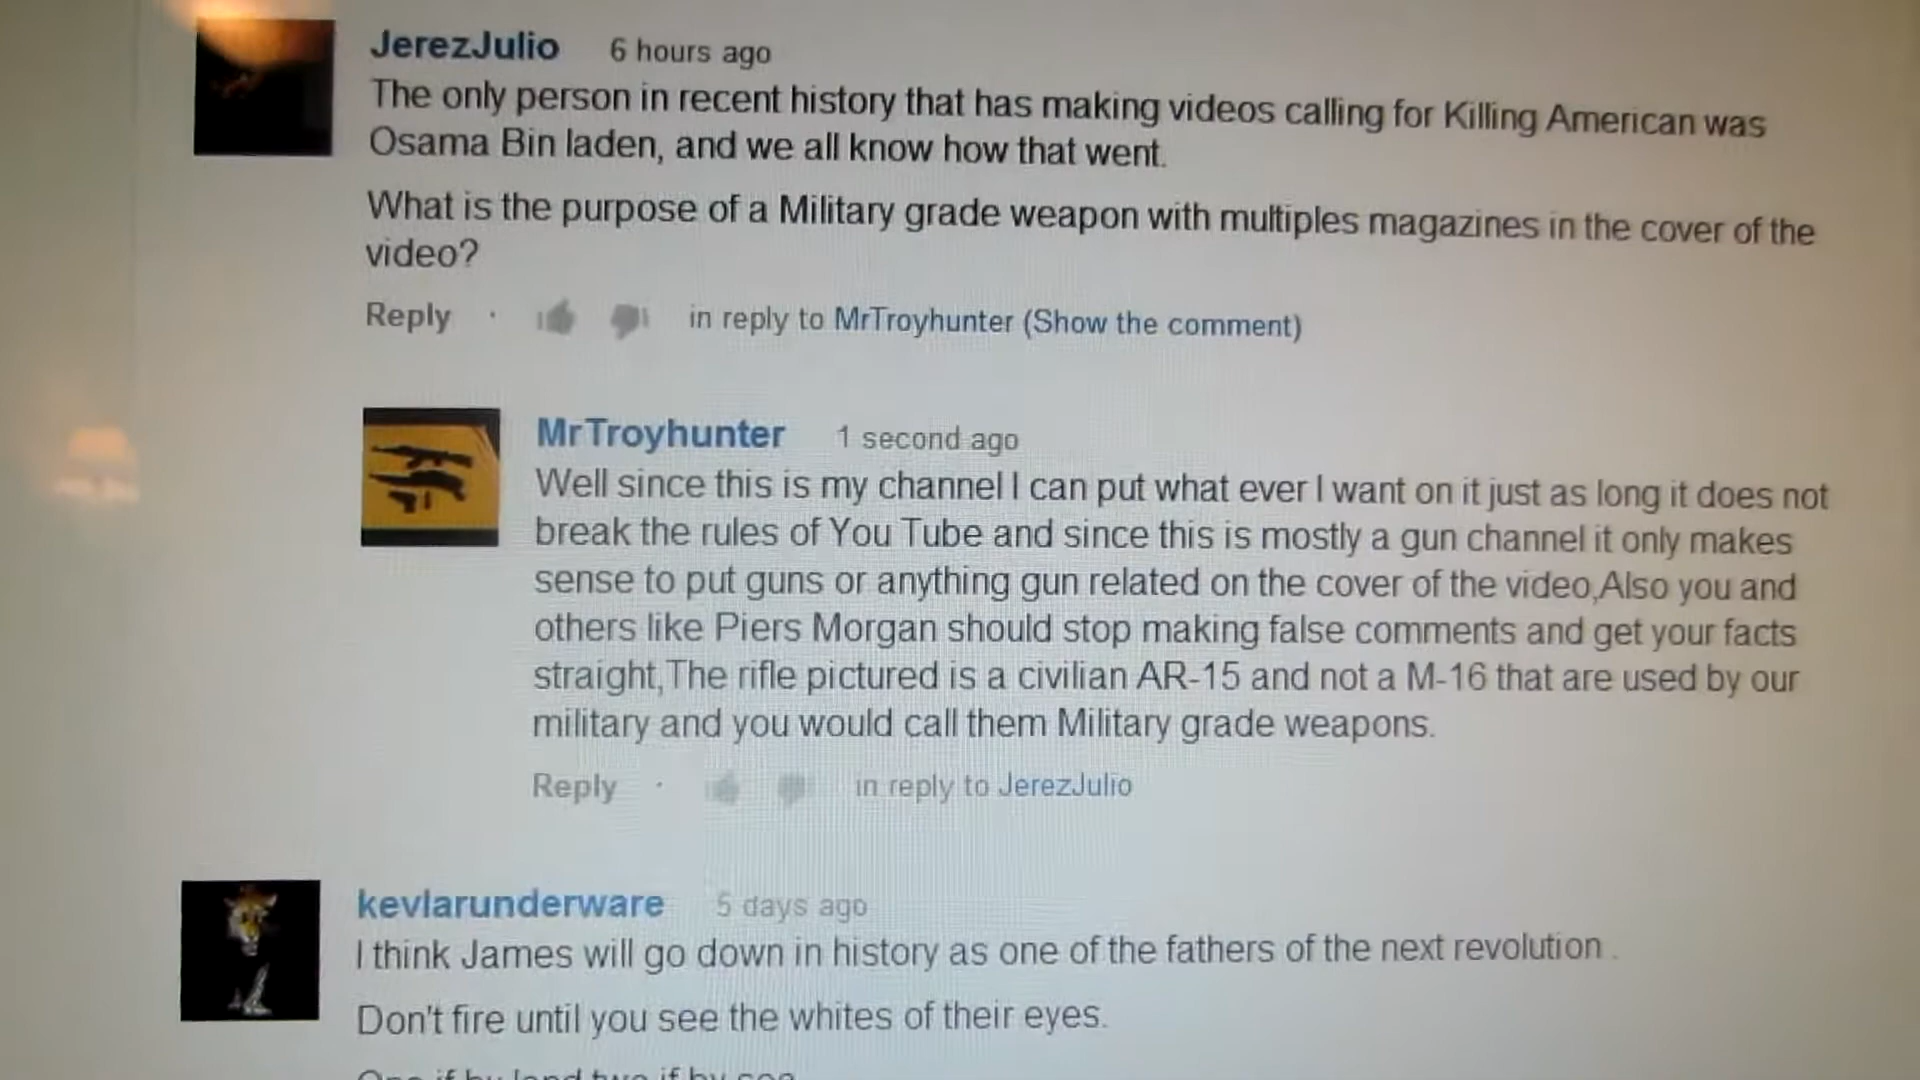 JerezJulio 6 hours ago
The only person in recent history that has making videos calling for Killing American was
Osama Bin laden, and we all know how that went.
What is the purpose of a Military grade weapon with multiples magazines in the cover of the
video?
Reply · in reply to MrTroyhunter (Show the comment)
MrTroyhunter 1 second ago
Well since this is my channel I can put what ever I want on it just as long it does not
break the rules of You Tube and since this is mostly a gun channel it only makes
sense to put guns or anything gun related on the cover of the video,Also you and
others like Piers Morgan should stop making false comments and get your facts
straight,The rifle pictured is a civilian AR-15 and not a M-16 that are used by our
military and you would call them Military grade weapons.
Reply · in reply to JerezJulio
kevlarunderware 5 days ago
I think James will go down in history as one of the fathers of the next revolution .
Don't fire until you see the whites of their eyes.
One if by land two if by sea